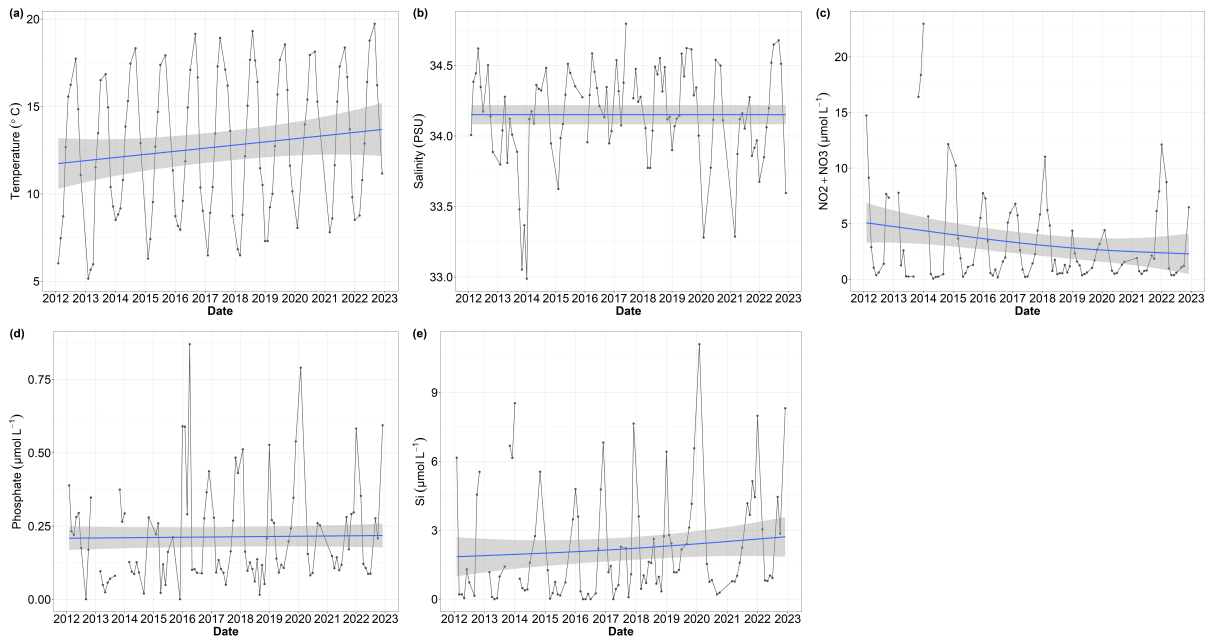 (a)
Temperature (° C)
20
15
10
5
2012 2013 2014 2015 2016 2017 2018 2019 2020 2021 2022 2023
Date
(b)
Salinity (PSU)
34.5
34.0
33.5
33.0
2012 2013 2014 2015 2016 2017 2018 2019 2020 2021 2022 2023
Date
(c)
NO2 + NO3 (μmol L⁻¹)
20
15
10
5
0
2012 2013 2014 2015 2016 2017 2018 2019 2020 2021 2022 2023
Date
(d)
Phosphate (μmol L⁻¹)
0.75
0.50
0.25
0.00
2012 2013 2014 2015 2016 2017 2018 2019 2020 2021 2022 2023
Date
(e)
Si (μmol L⁻¹)
9
6
3
0
2012 2013 2014 2015 2016 2017 2018 2019 2020 2021 2022 2023
Date